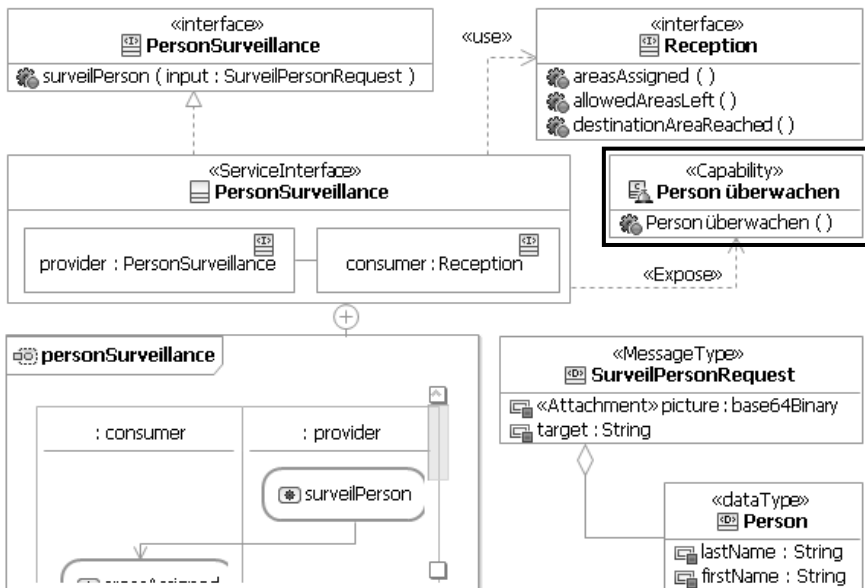 «interface»
PersonSurveillance
surveilPerson ( input : SurveilPersonRequest )
«use»
«interface»
Reception
areasAssigned ( )
allowedAreasLeft ( )
destinationAreaReached ( )
«ServiceInterface»
PersonSurveillance
provider : PersonSurveillance
consumer : Reception
«Capability»
Person überwachen
Person überwachen ( )
«Expose»
personSurveillance
: consumer
: provider
surveilPerson
«MessageType»
SurveilPersonRequest
«Attachment» picture : base64Binary
target : String
«dataType»
Person
lastName : String
firstName : String